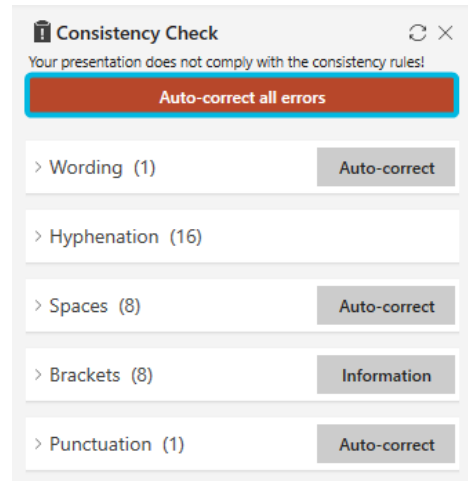 Consistency Check
Your presentation does not comply with the consistency rules!
Auto-correct all errors
Wording (1) Auto-correct
Hyphenation (16)
Spaces (8) Auto-correct
Brackets (8) Information
Punctuation (1) Auto-correct